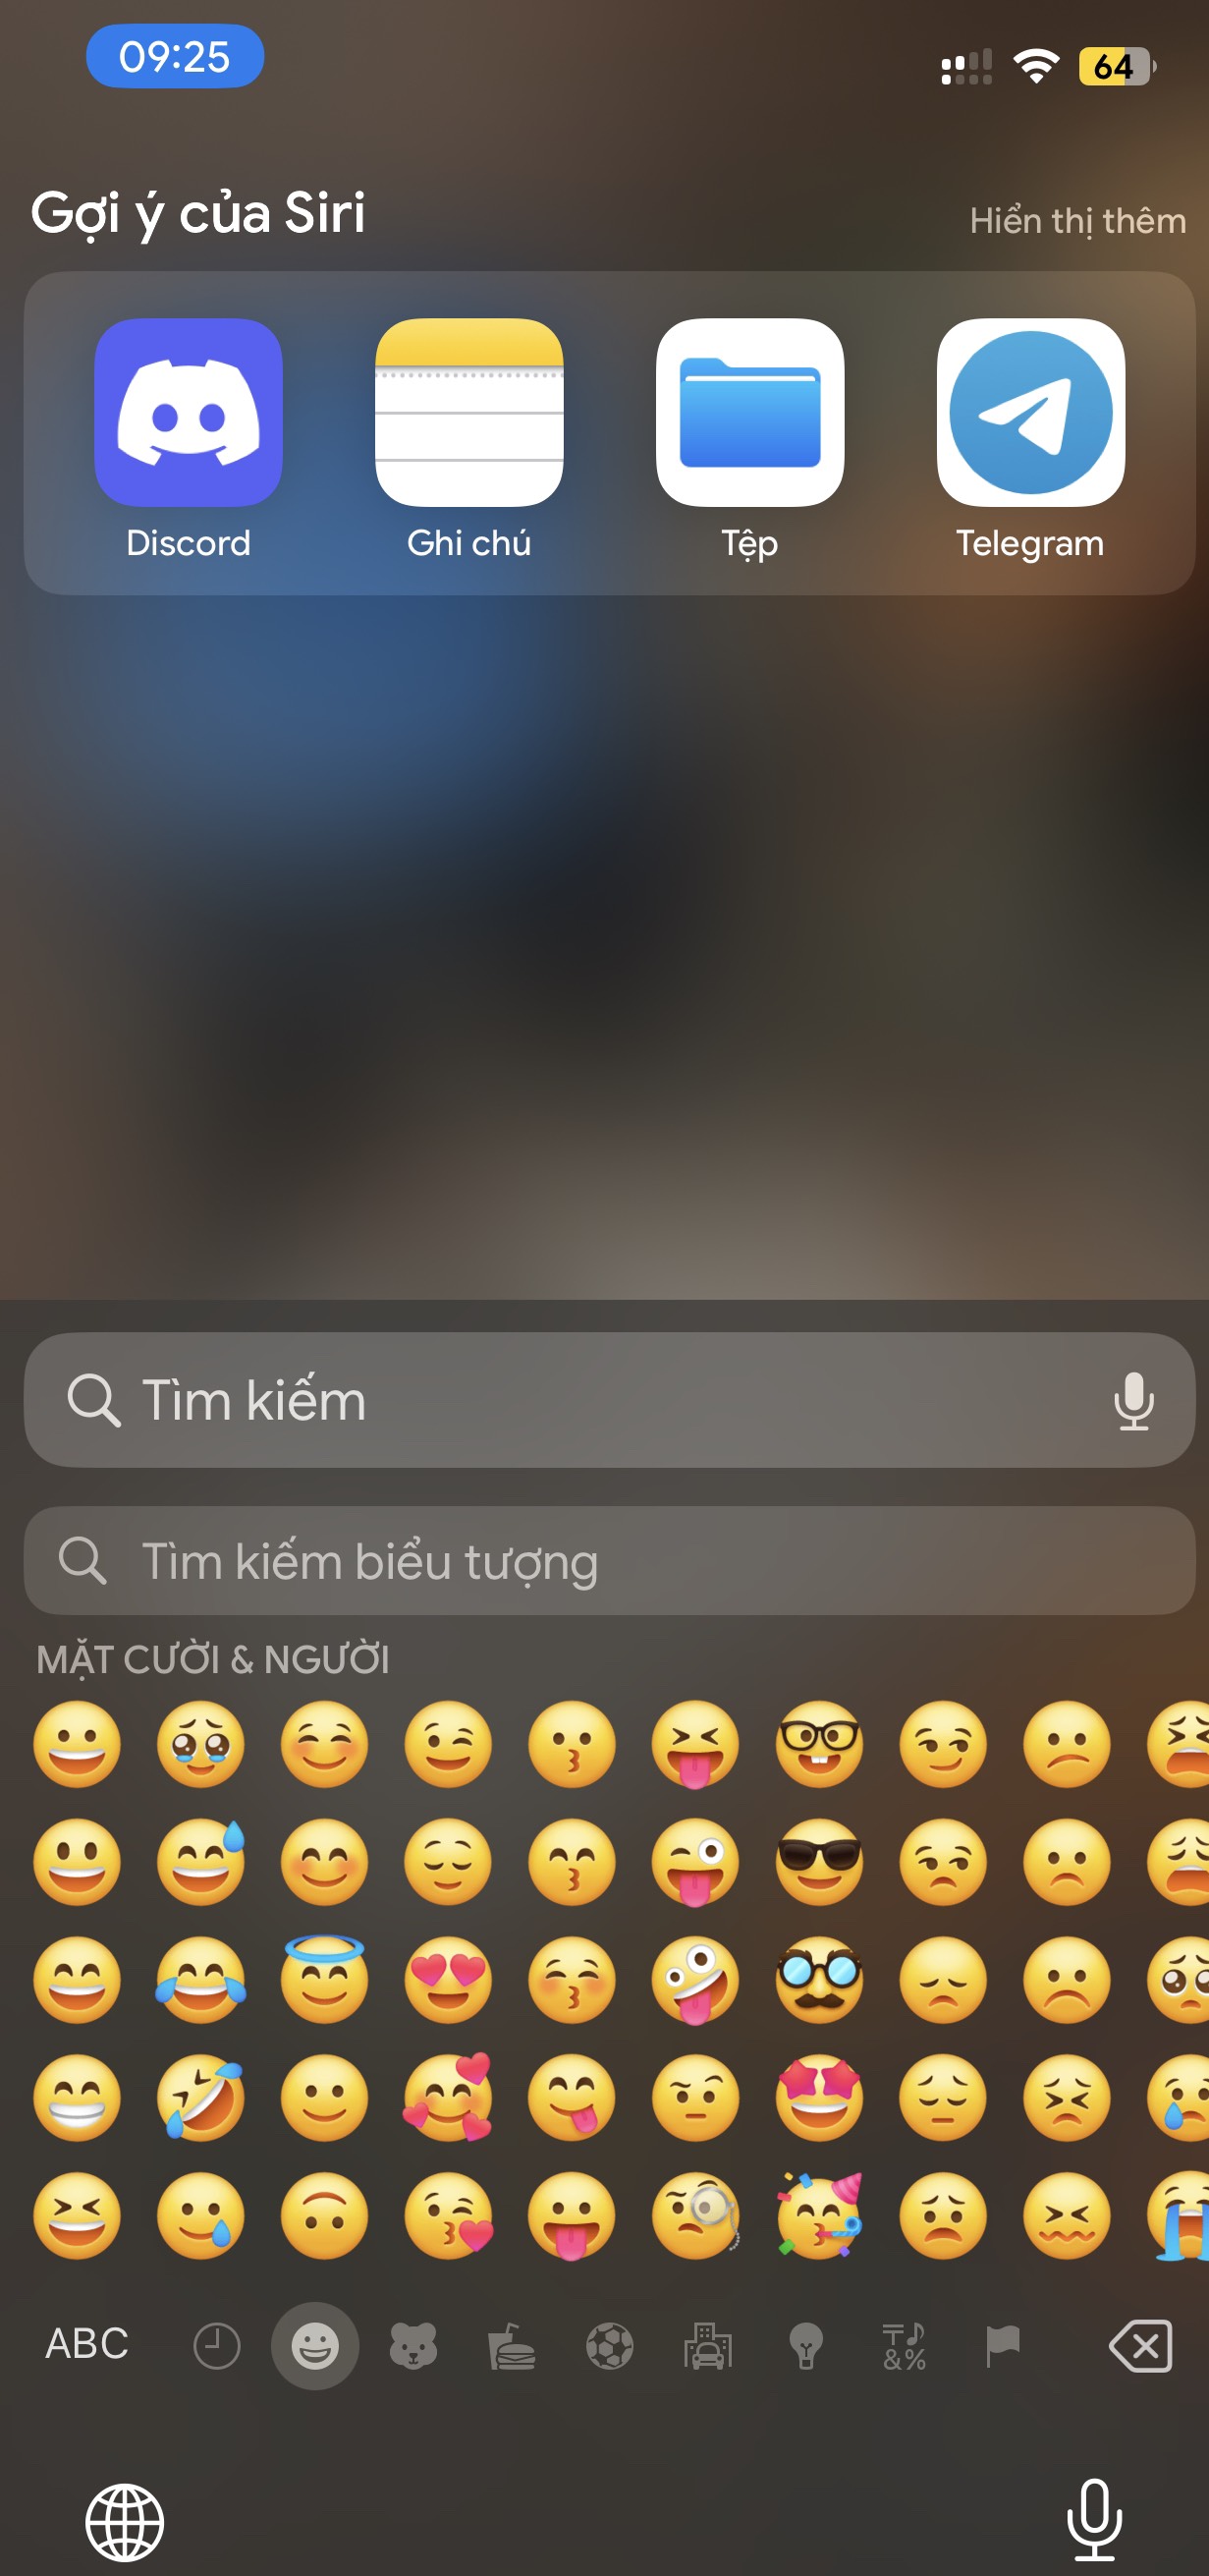 09:25
64
Gợi ý của Siri
Hiển thị thêm
Discord
Ghi chú
Tệp
Telegram
Tìm kiếm
Tìm kiếm biểu tượng
MẶT CƯỜI & NGƯỜI
ABC
&%